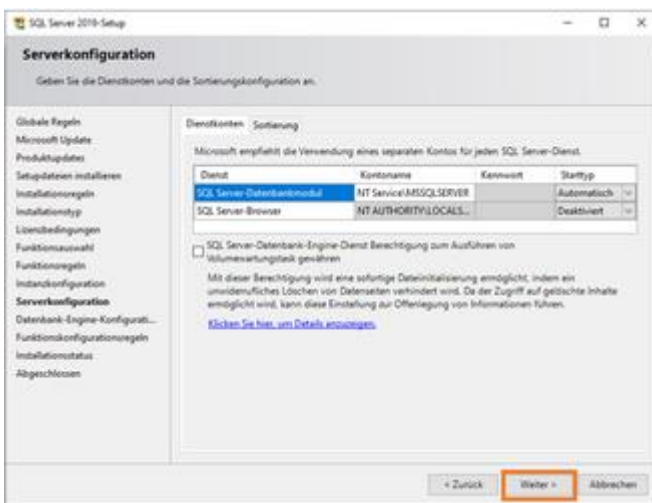 SQL Server 2019-Setup
Serverkonfiguration
Geben Sie die Dienstkonten und die Sortierungskonfiguration an.
Globale Regeln
Microsoft Update
Produktupdates
Setupdateien installieren
Installationsregeln
Installationstyp
Lizenzbedingungen
Funktionsauswahl
Funktionsregeln
Instanzkonfiguration
Serverkonfiguration
Datenbank-Engine-Konfigurati...
Funktionskonfigurationsregeln
Installationsstatus
Abgeschlossen
Dienstkonten Sortierung
Microsoft empfiehlt die Verwendung eines separaten Kontos für jeden SQL Server-Dienst.
Dienst Kontoname Kennwort Starttyp
SQL Server-Datenbankmodul NT Service\MSSQLSERVER Automatisch
SQL Server-Browser NT AUTHORITY\LOCALS... Deaktiviert
SQL Server-Datenbank-Engine-Dienst Berechtigung zum Ausführen von
Volumewartungstask gewähren
Mit dieser Berechtigung wird eine sofortige Dateiinitialisierung ermöglicht, indem ein
unwiderrufliches Löschen von Datenseiten verhindert wird. Da der Zugriff auf gelöschte Inhalte
ermöglicht wird, kann diese Einstellung zur Offenlegung von Informationen führen.
Klicken Sie hier, um Details anzuzeigen.
< Zurück Weiter > Abbrechen